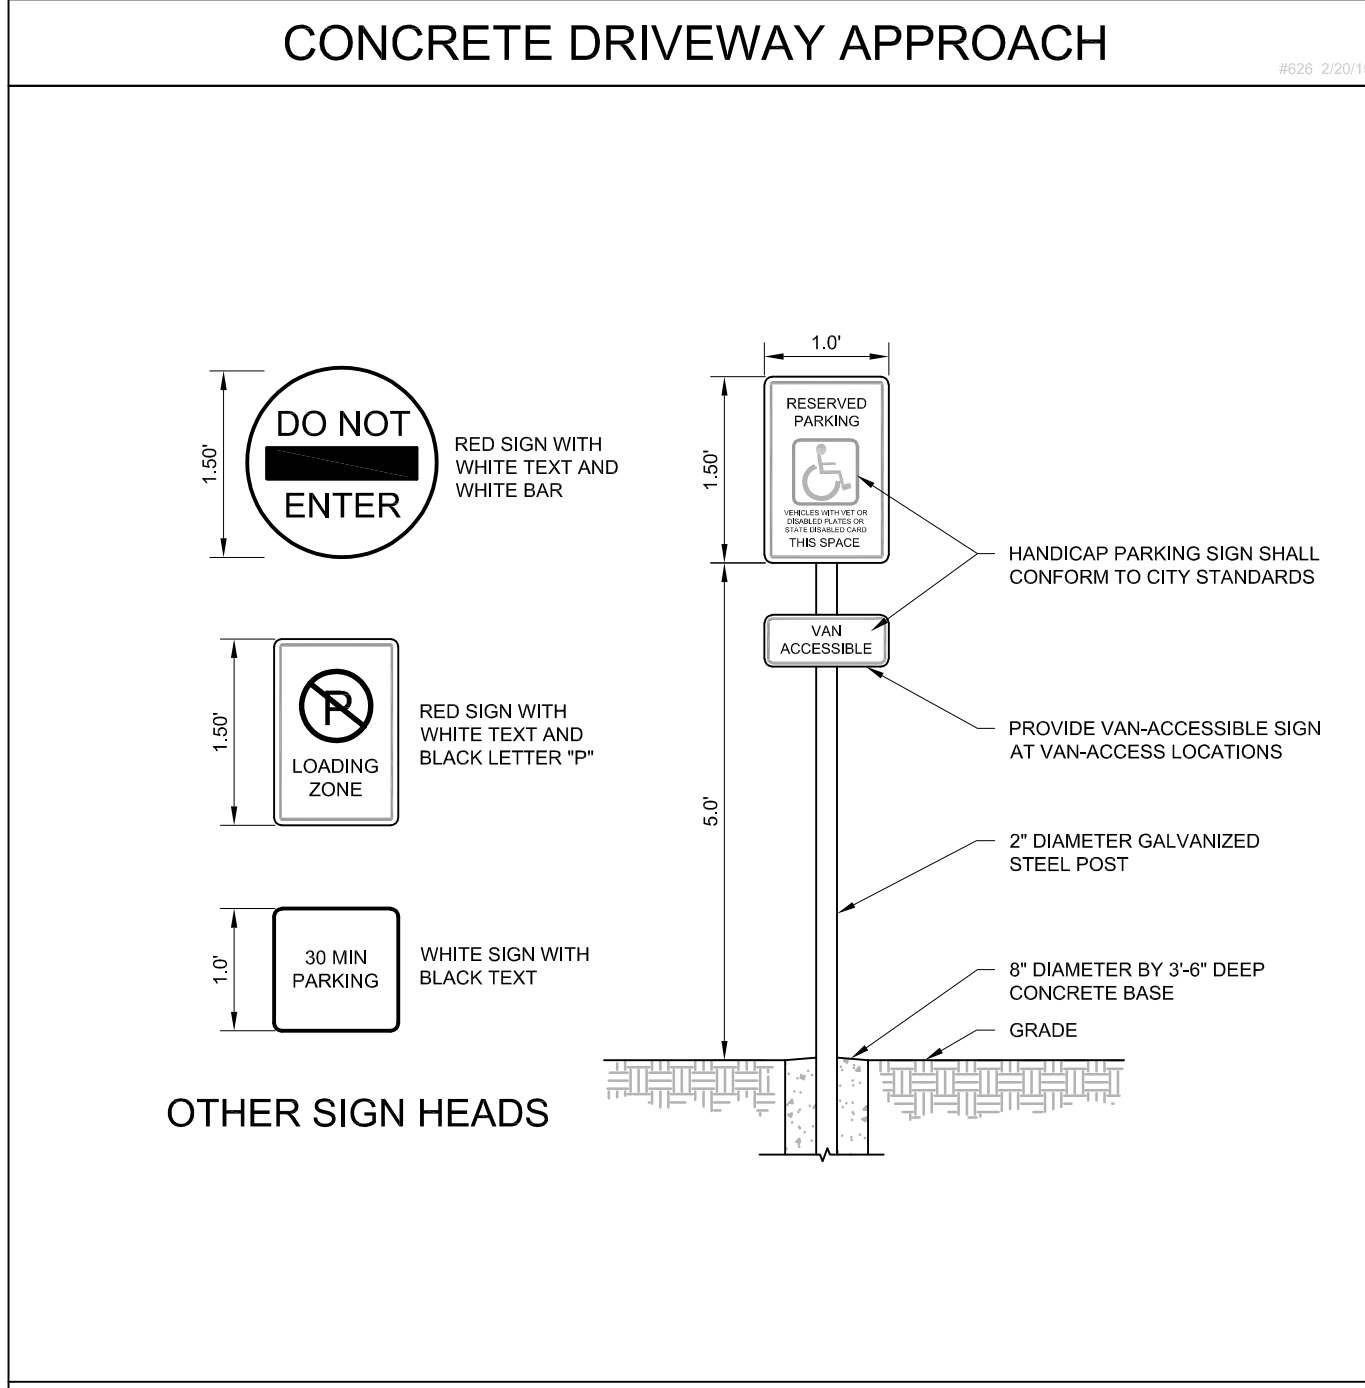 CONCRETE DRIVEWAY APPROACH
#626 2/20/15
1.50'
DO NOT
ENTER
RED SIGN WITH
WHITE TEXT AND
WHITE BAR
1.50'
P
LOADING
ZONE
RED SIGN WITH
WHITE TEXT AND
BLACK LETTER "P"
1.0'
30 MIN
PARKING
WHITE SIGN WITH
BLACK TEXT
OTHER SIGN HEADS
1.0'
1.50'
RESERVED
PARKING
VEHICLES WITH VET OR
DISABLED PLATES OR
STATE DISABLED CARD
THIS SPACE
HANDICAP PARKING SIGN SHALL
CONFORM TO CITY STANDARDS
VAN
ACCESSIBLE
PROVIDE VAN-ACCESSIBLE SIGN
AT VAN-ACCESS LOCATIONS
5.0'
2" DIAMETER GALVANIZED
STEEL POST
8" DIAMETER BY 3'-6" DEEP
CONCRETE BASE
GRADE